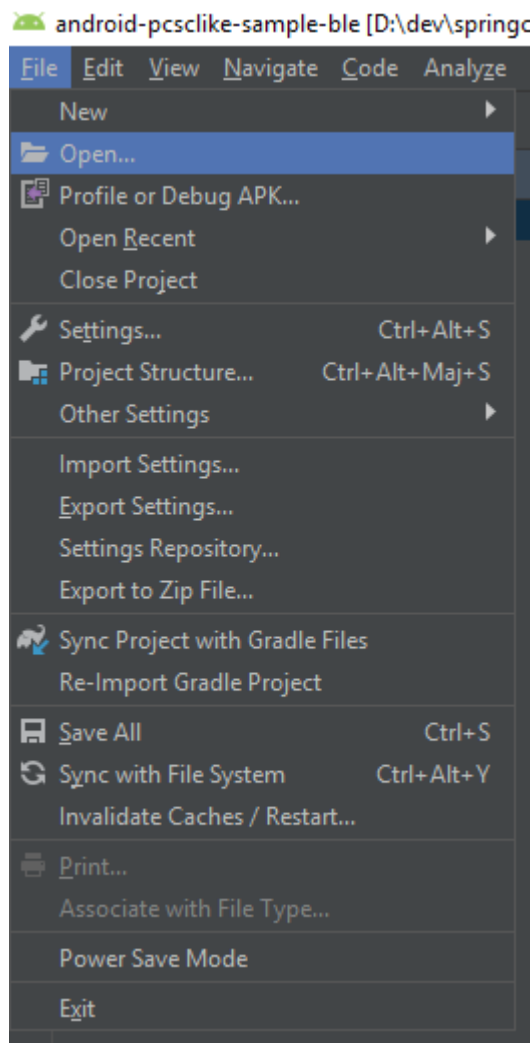 android-pcsclike-sample-ble [D:\dev\springc
File Edit View Navigate Code Analyze
New
Open...
Profile or Debug APK...
Open Recent
Close Project
Settings... Ctrl+Alt+S
Project Structure... Ctrl+Alt+Maj+S
Other Settings
Import Settings...
Export Settings...
Settings Repository...
Export to Zip File...
Sync Project with Gradle Files
Re-Import Gradle Project
Save All Ctrl+S
Sync with File System Ctrl+Alt+Y
Invalidate Caches / Restart...
Print...
Associate with File Type...
Power Save Mode
Exit